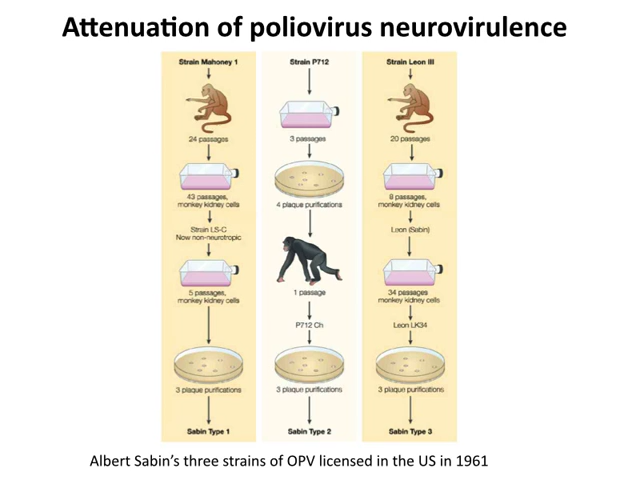 Attenuation of poliovirus neurovirulence
Strain Mahoney 1
24 passages
43 passages,
monkey kidney cells
Strain LS-C
Now non-neurotropic
5 passages,
monkey kidney cells
3 plaque purifications
Sabin Type 1
Strain P712
3 passages
4 plaque purifications
1 passage
P712 Ch
3 plaque purifications
Sabin Type 2
Strain Leon III
20 passages
8 passages,
monkey kidney cells
Leon (Sabin)
34 passages
monkey kidney cells
Leon LK34
3 plaque purifications
Sabin Type 3
Albert Sabin's three strains of OPV licensed in the US in 1961